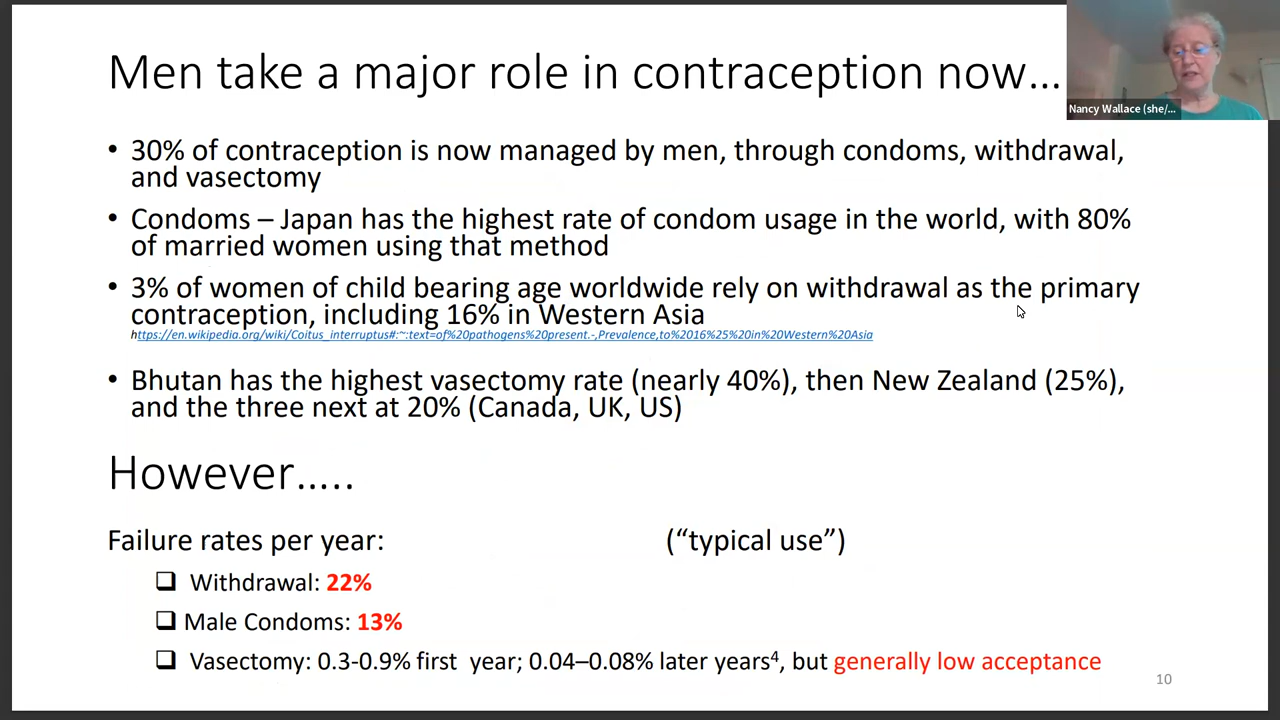 Men take a major role in contraception now…
Nancy Wallace (she/...
• 30% of contraception is now managed by men, through condoms, withdrawal,
and vasectomy
• Condoms – Japan has the highest rate of condom usage in the world, with 80%
of married women using that method
• 3% of women of child bearing age worldwide rely on withdrawal as the primary
contraception, including 16% in Western Asia
https://en.wikipedia.org/wiki/Coitus_interruptus#:~:text=of%20pathogens%20present.-,Prevalence,to%2016%25%20in%20Western%20Asia
• Bhutan has the highest vasectomy rate (nearly 40%), then New Zealand (25%),
and the three next at 20% (Canada, UK, US)
However…..
Failure rates per year: (“typical use”)
❑ Withdrawal: 22%
❑ Male Condoms: 13%
❑ Vasectomy: 0.3-0.9% first year; 0.04–0.08% later years⁴, but generally low acceptance
10